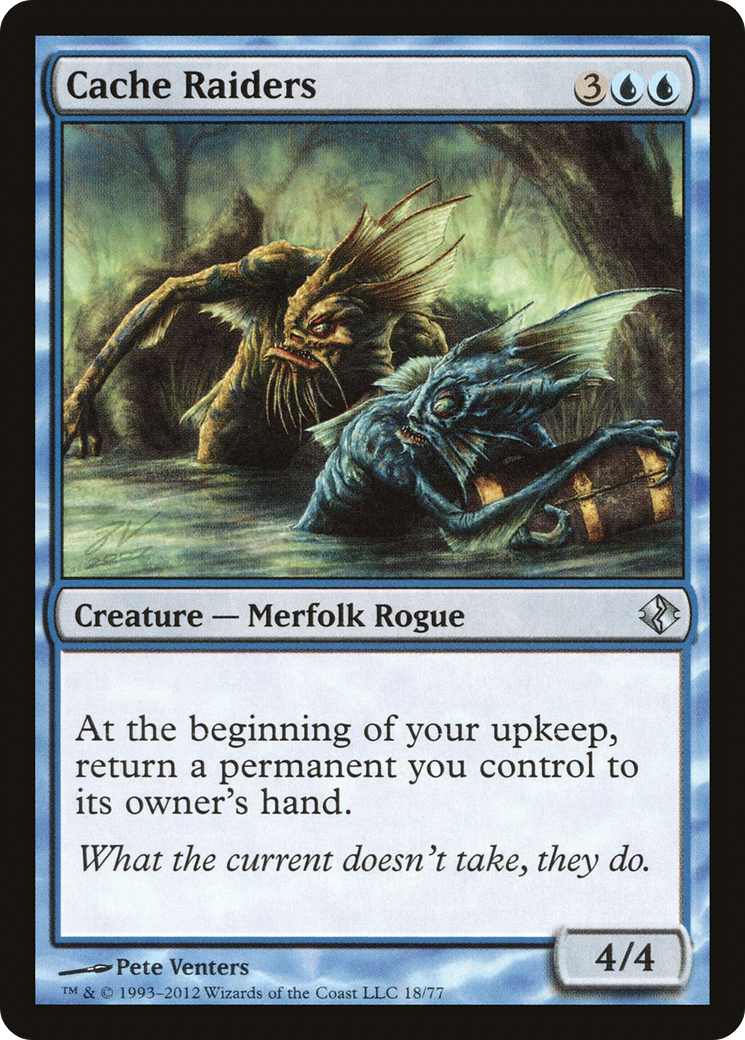 Cache Raiders 3
PV
2007
Creature — Merfolk Rogue
At the beginning of your upkeep,
return a permanent you control to
its owner's hand.
What the current doesn't take, they do.
4/4
Pete Venters
™ & © 1993–2012 Wizards of the Coast LLC 18/77